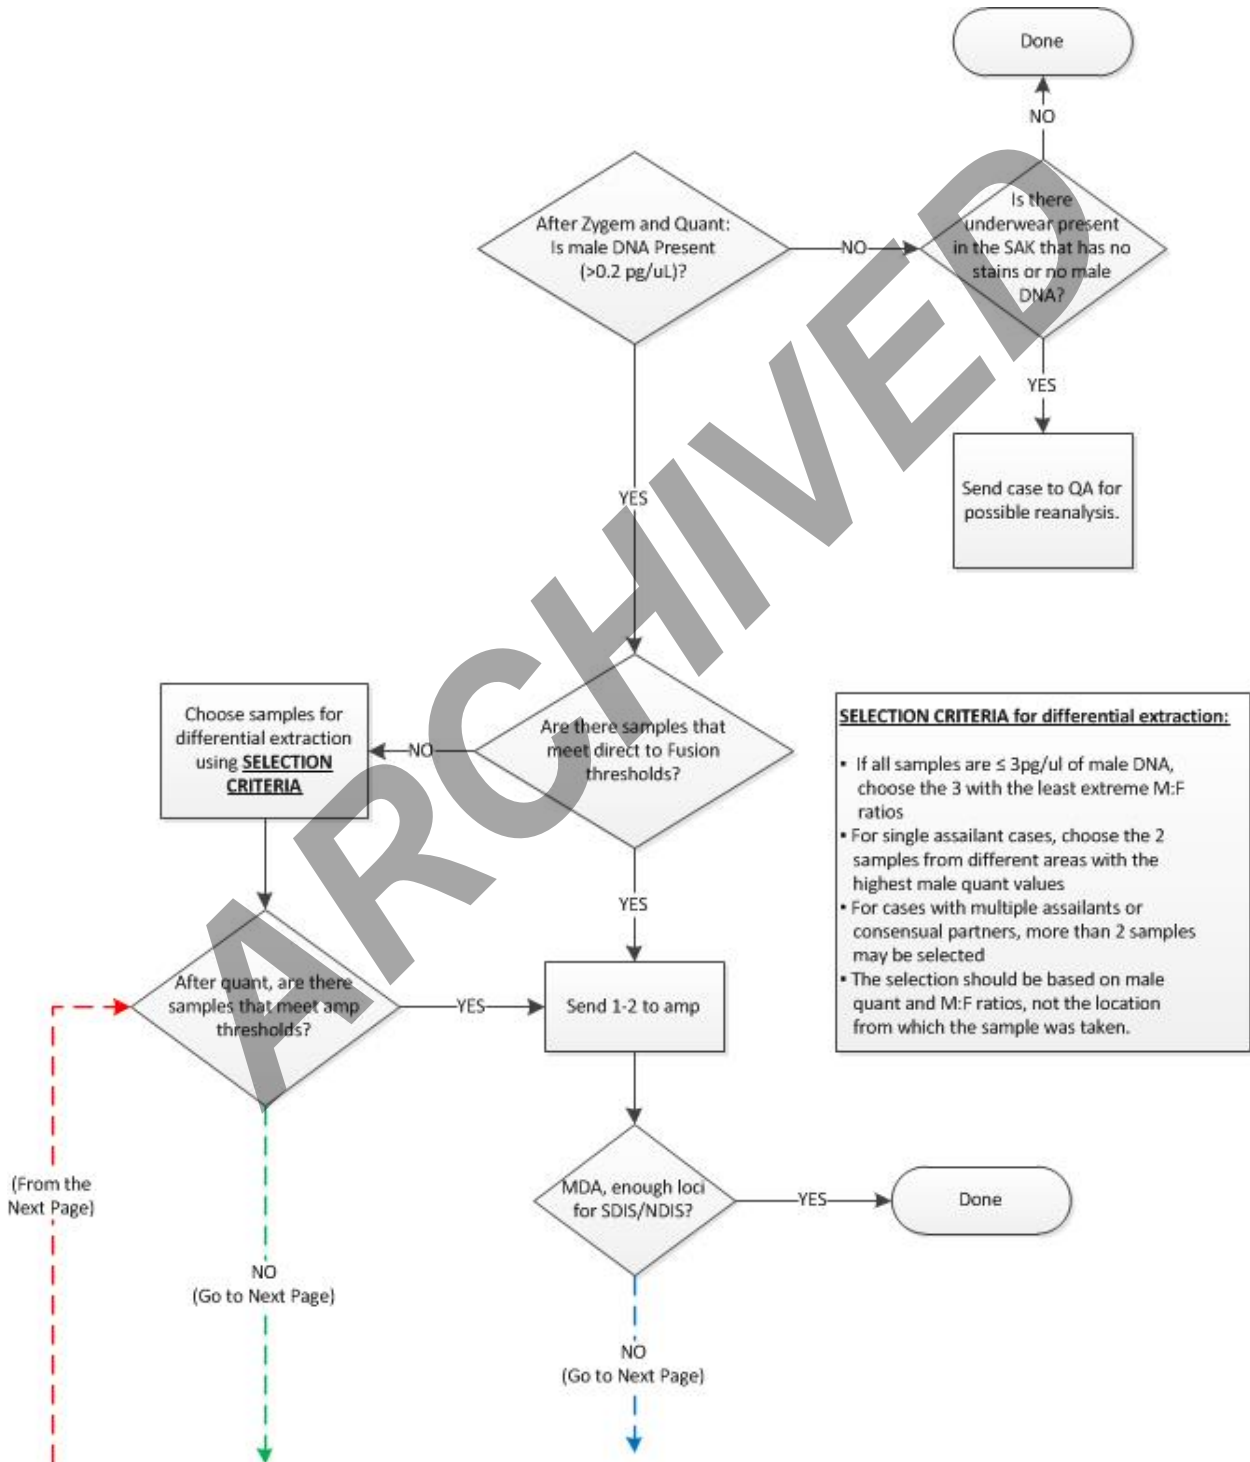 Done
NO
After Zygem and Quant:
Is male DNA Present
(>0.2 pg/uL)?
NO
Is there
underwear present
in the SAK that has no
stains or no male
DNA?
YES
Send case to QA for
possible reanalysis.
YES
Choose samples for
differential extraction
using SELECTION
CRITERIA
NO
Are there samples that
meet direct to Fusion
thresholds?
SELECTION CRITERIA for differential extraction:
▪ If all samples are ≤ 3pg/ul of male DNA,
choose the 3 with the least extreme M:F
ratios
▪ For single assailant cases, choose the 2
samples from different areas with the
highest male quant values
▪ For cases with multiple assailants or
consensual partners, more than 2 samples
may be selected
▪ The selection should be based on male
quant and M:F ratios, not the location
from which the sample was taken.
YES
After quant, are there
samples that meet amp
thresholds?
YES
Send 1-2 to amp
(From the
Next Page)
MDA, enough loci
for SDIS/NDIS?
YES
Done
NO
(Go to Next Page)
NO
(Go to Next Page)
ARCHIVED